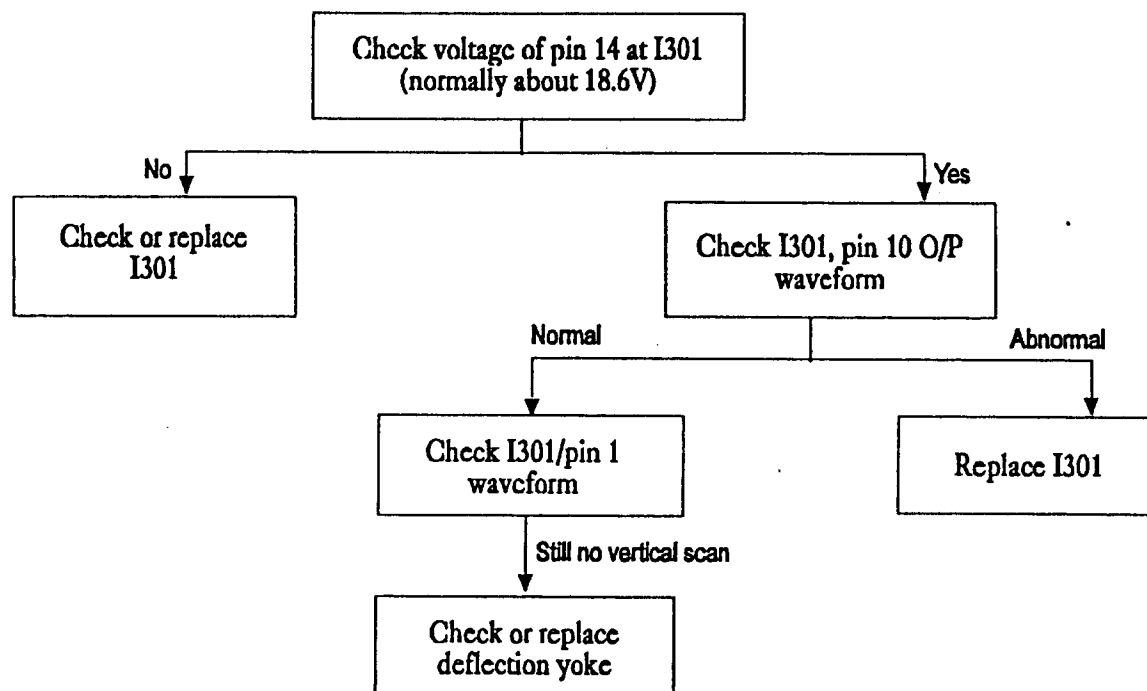 Check voltage of pin 14 at I301
(normally about 18.6V)
No
Yes
Check or replace
I301
Check I301, pin 10 O/P
waveform
Normal
Abnormal
Check I301/pin 1
waveform
Replace I301
Still no vertical scan
Check or replace
deflection yoke